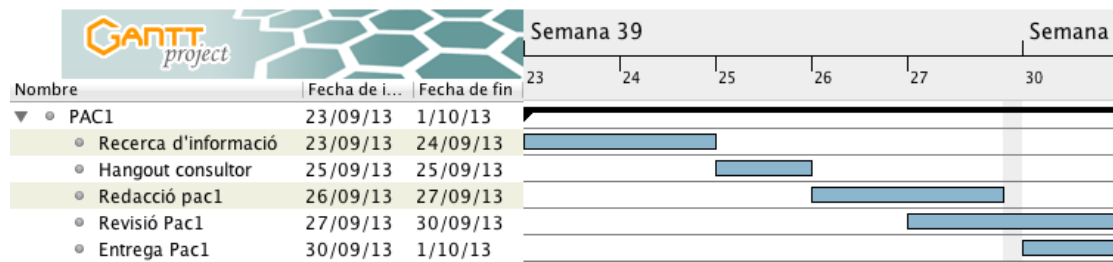 GANTT project
Semana 39 Semana
23 24 25 26 27 30
Nombre Fecha de i... Fecha de fin
PAC1 23/09/13 1/10/13
Recerca d'informació 23/09/13 24/09/13
Hangout consultor 25/09/13 25/09/13
Redacció pac1 26/09/13 27/09/13
Revisió Pac1 27/09/13 30/09/13
Entrega Pac1 30/09/13 1/10/13